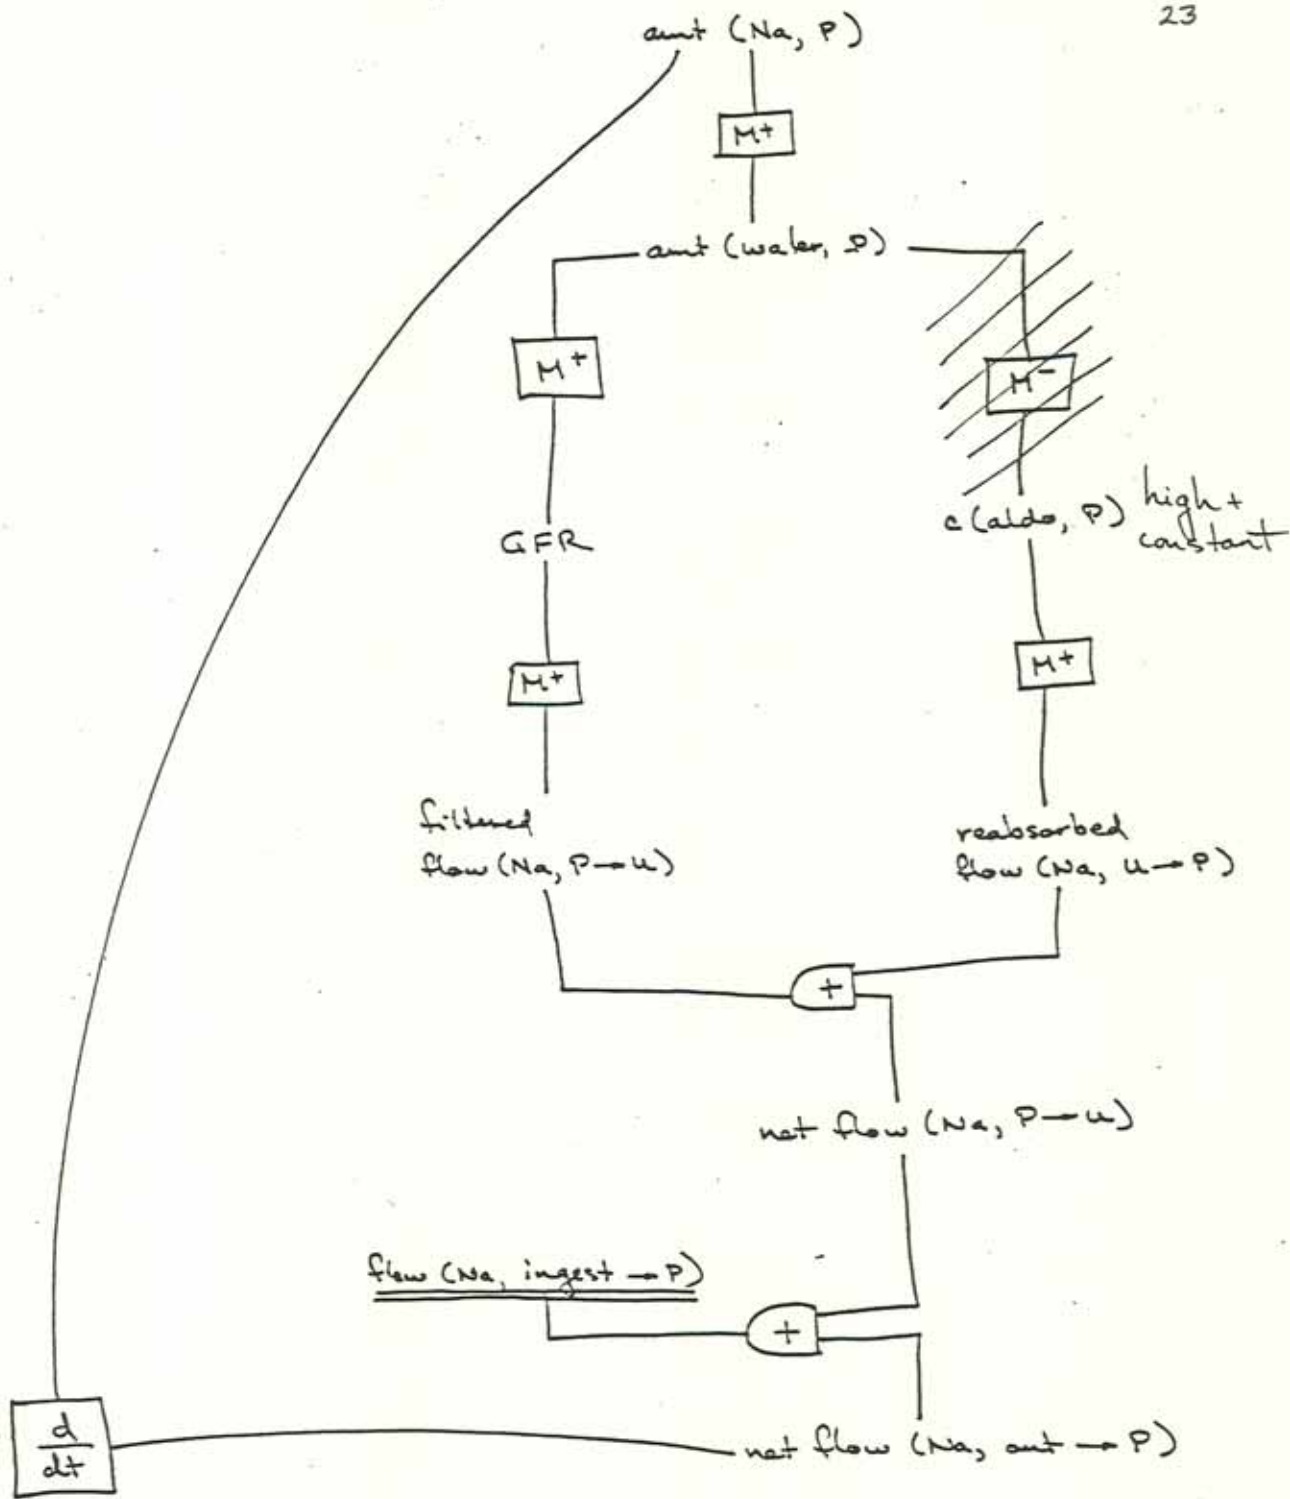 23
amt (Na, P)
M+
amt (water, P)
M+
M-
c (aldo, P) high +
constant
GFR
M+
M+
filtered
flow (Na, P→u)
reabsorbed
flow (Na, u→P)
+
net flow (Na, P→u)
flow (Na, ingest→P)
+
d
dt
net flow (Na, out→P)